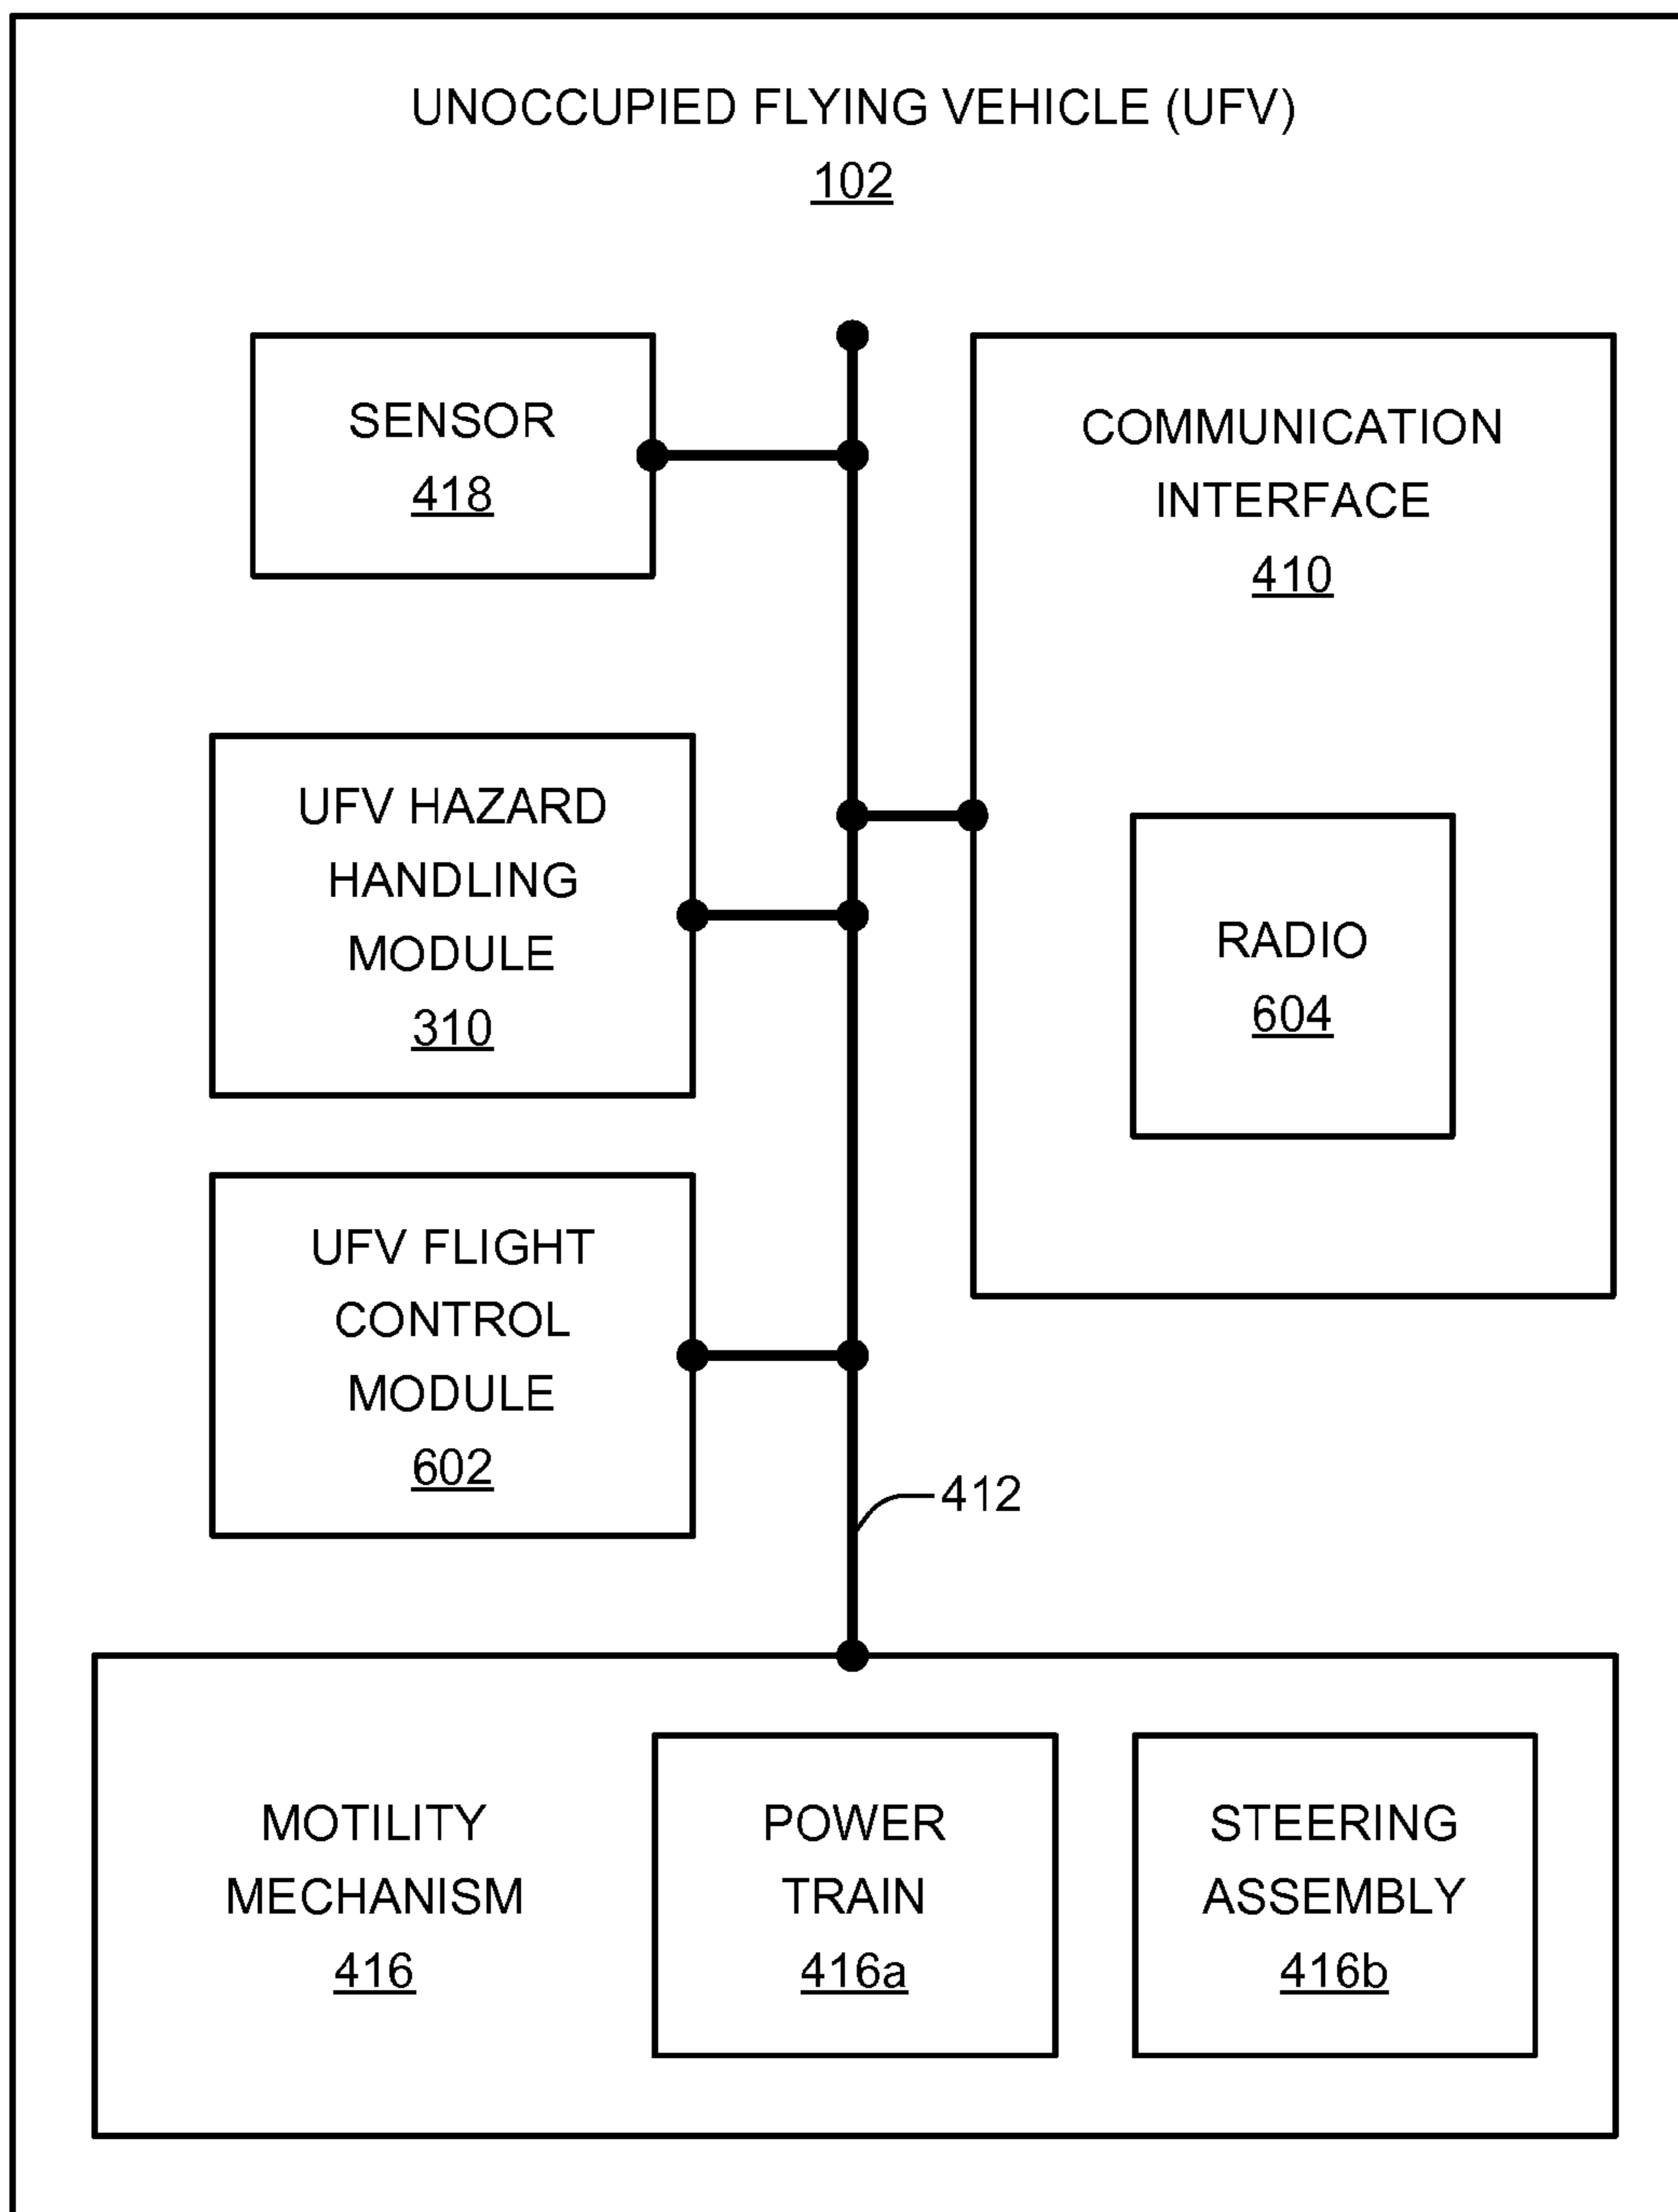 UNOCCUPIED FLYING VEHICLE (UFV)
102
SENSOR
418
COMMUNICATION
INTERFACE
410
UFV HAZARD
HANDLING
MODULE
310
RADIO
604
UFV FLIGHT
CONTROL
MODULE
602
412
MOTILITY
MECHANISM
416
POWER
TRAIN
416a
STEERING
ASSEMBLY
416b